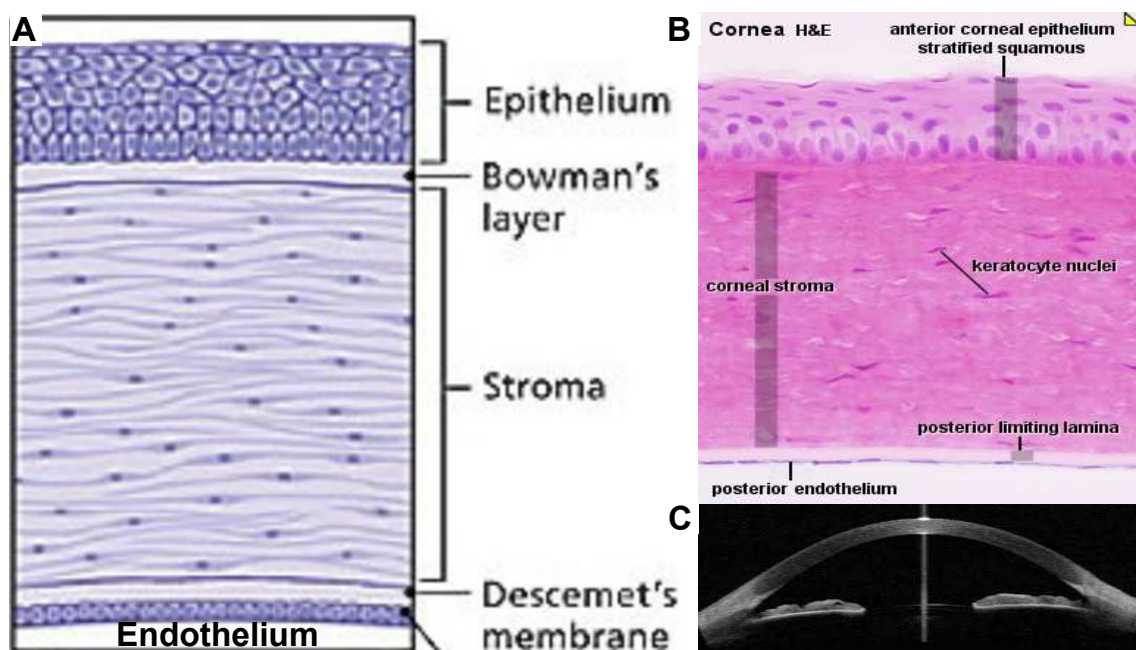 A
Epithelium
Bowman's
layer
Stroma
Descemet's
membrane
Endothelium
B
Cornea H&E
anterior corneal epithelium
stratified squamous
keratocyte nuclei
corneal stroma
posterior limiting lamina
posterior endothelium
C